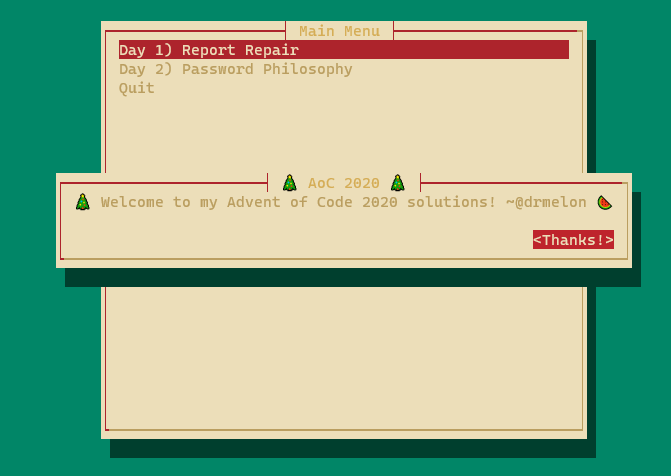 Main Menu
Day 1) Report Repair
Day 2) Password Philosophy
Quit
🎄 AoC 2020 🎄
🎄 Welcome to my Advent of Code 2020 solutions! ~@drmelon 🍉
<Thanks!>